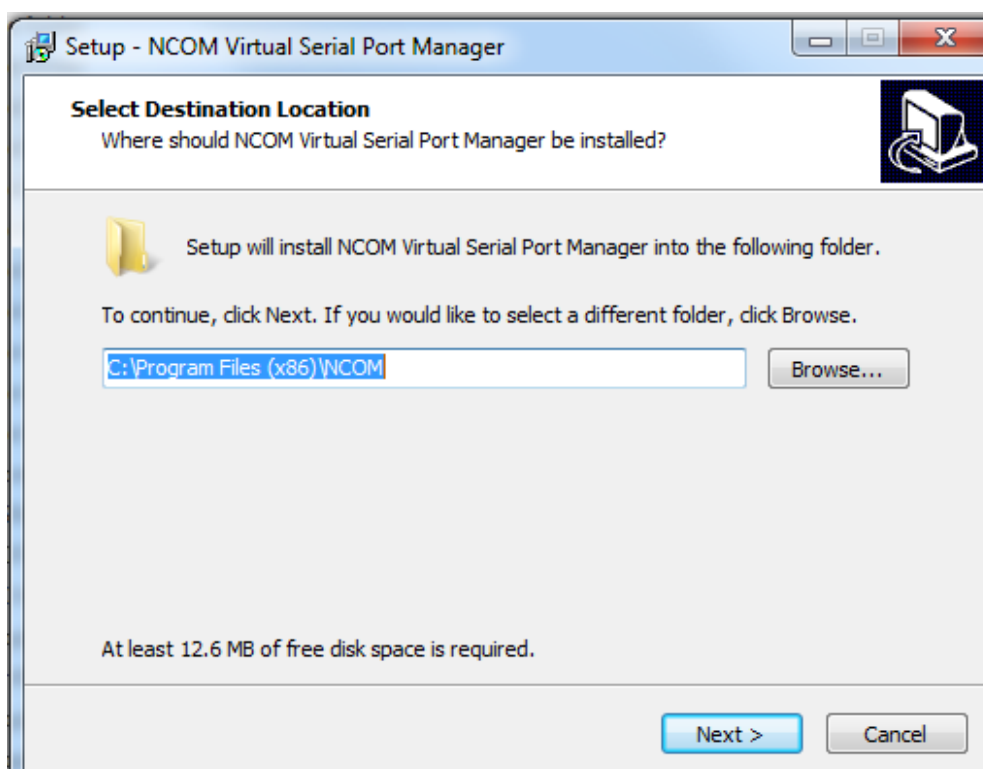 Setup - NCOM Virtual Serial Port Manager
Select Destination Location
Where should NCOM Virtual Serial Port Manager be installed?
Setup will install NCOM Virtual Serial Port Manager into the following folder.
To continue, click Next. If you would like to select a different folder, click Browse.
C:\Program Files (x86)\NCOM
Browse...
At least 12.6 MB of free disk space is required.
Next >
Cancel